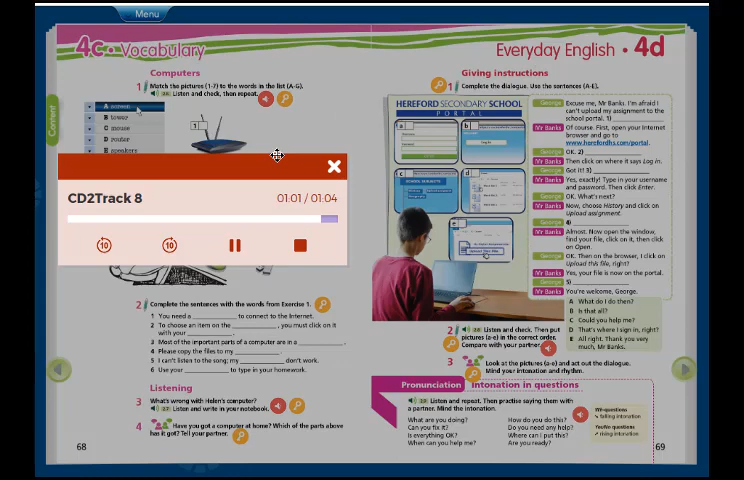 Menu
4c • Vocabulary
Everyday English • 4d
Content
Computers
1 Match the pictures (1-7) to the words in the list (A-G).
Listen and check, then repeat.
A screen
B tower
C mouse
D router
E speakers
1
CD2Track 8
01:01 / 01:04
10
10
2 Complete the sentences with the words from Exercise 1.
1 You need a ____________ to connect to the Internet.
2 To choose an item on the ____________, you must click on it
with your ____________.
3 Most of the important parts of a computer are in a ____________.
4 Please copy the files to my ____________.
5 I can't listen to the song; my ____________ don't work.
6 Use your ____________ to type in your homework.
Listening
3 What's wrong with Helen's computer?
Listen and write in your notebook.
4 Have you got a computer at home? Which of the parts
above has it got? Tell your partner.
68
Giving instructions
1 Complete the dialogue. Use the sentences (A-E).
HEREFORD SECONDARY SCHOOL
PORTAL
a
b
c
d
e
SCHOOL SUBJECTS
George Excuse me, Mr Banks. I'm afraid I
can't upload my assignment to the
school portal. 1) ____________
Mr Banks Of course. First, open your Internet
browser and go to
www.herefordhs.com/portal.
George OK. 2) ____________
Mr Banks Then click on where it says Log in.
George Got it! 3) ____________
Mr Banks Yes, exactly! Type in your username
and password. Then click Enter.
George OK. What's next?
Mr Banks Now, choose History and click on
Upload assignment.
George 4) ____________
Mr Banks Almost. Now open the window,
find your file, click on it, then click
on Open.
George OK. Then on the browser, I click on
Upload this file, right?
Mr Banks Yes, your file is now on the portal.
George 5) ____________
Mr Banks You're welcome, George.
A What do I do then?
B Is that all?
C Could you help me?
D That's where I sign in, right?
E All right. Thank you very
much, Mr Banks.
2 Listen and check. Then put
pictures (a-e) in the correct order.
Compare with your partner.
3 Look at the pictures (a-e) and act out the dialogue.
Mind your intonation and rhythm.
Pronunciation Intonation in questions
Listen and repeat. Then practise saying them with
a partner. Mind the intonation.
What are you doing?
Can you fix it?
Is everything OK?
When can you help me?
How do you do this?
Do you need any help?
Where can I put this?
Are you ready?
Wh-questions
↘ falling intonation
Yes/No questions
↗ rising intonation
69